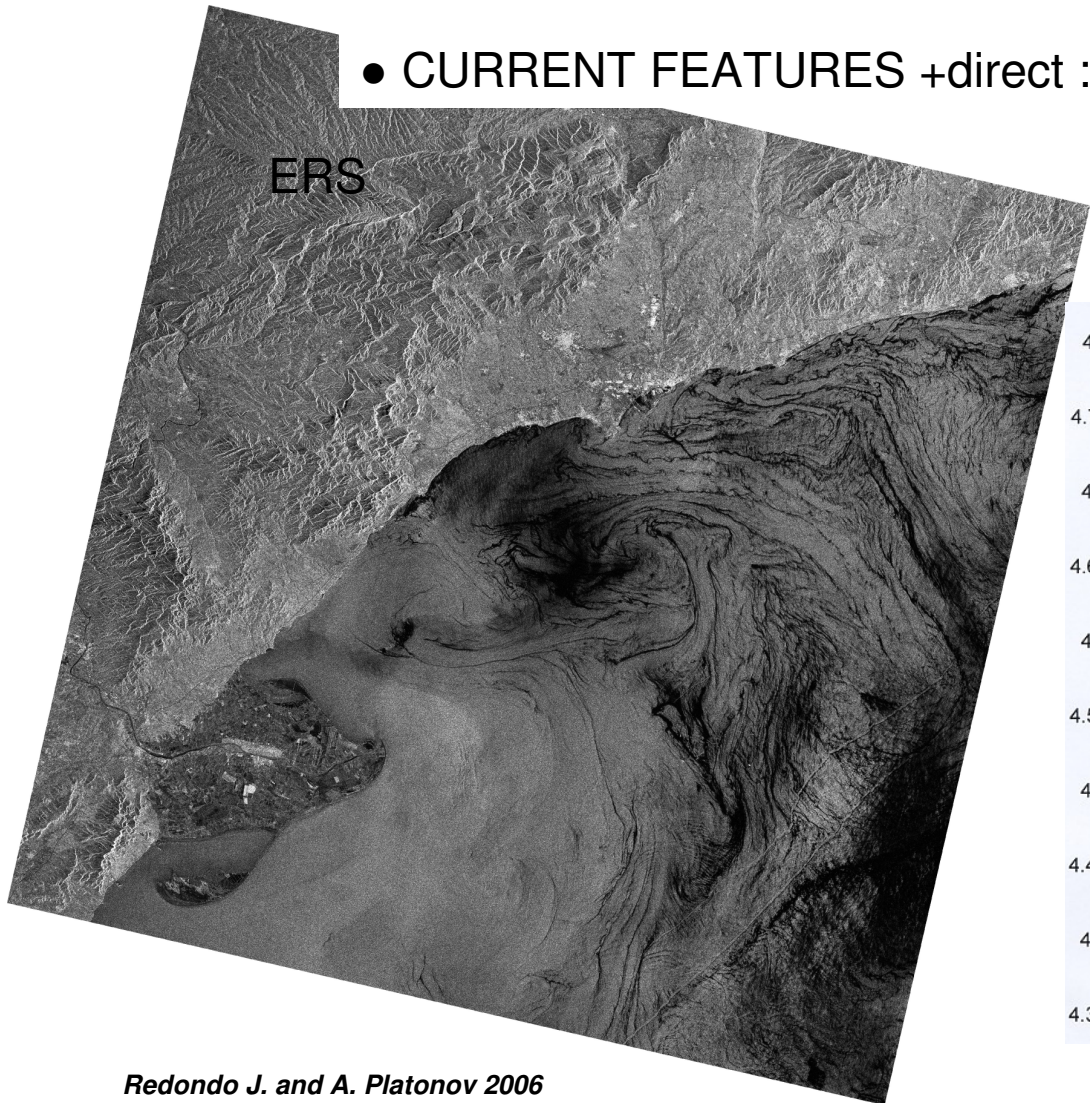 ● CURRENT FEATURES +direct :
ERS
Redondo J. and A. Platonov 2006